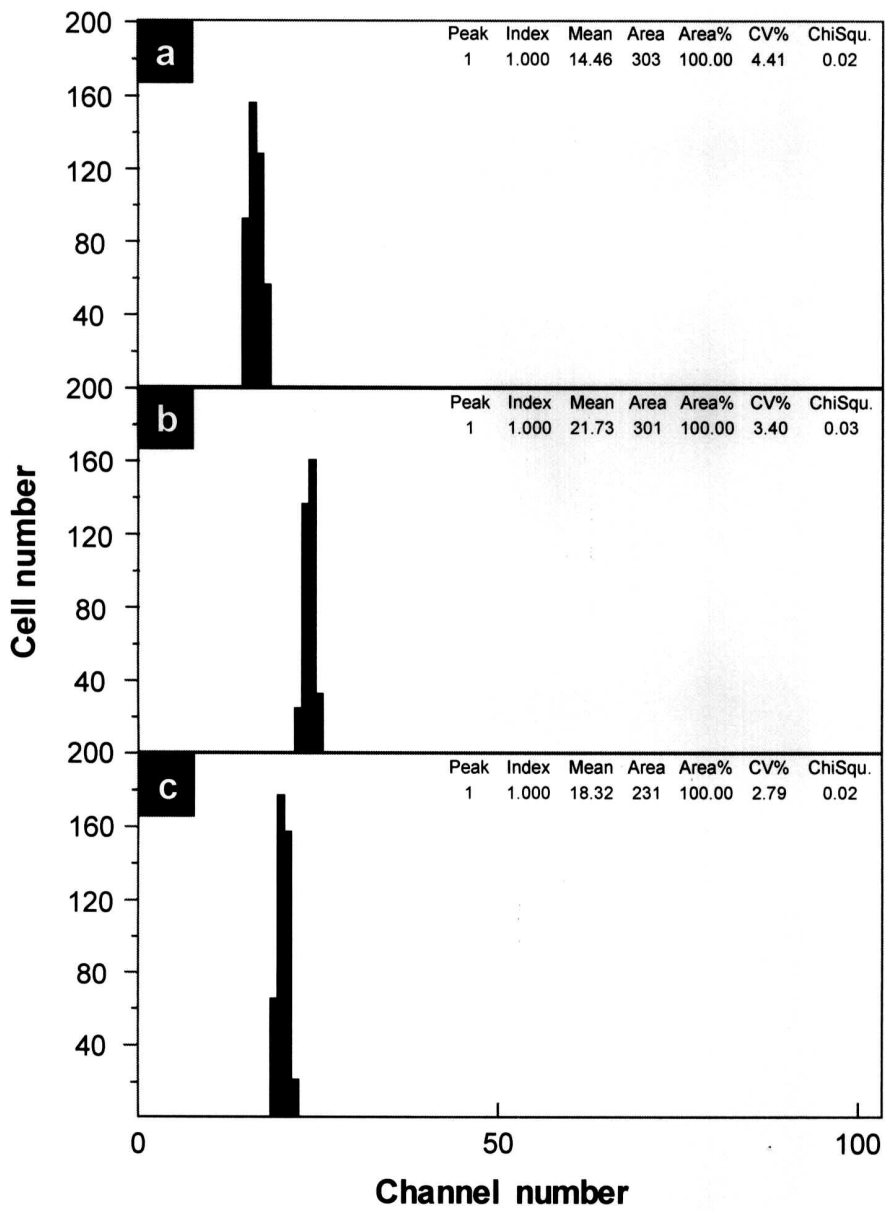 200
a
Peak Index Mean Area Area% CV% ChiSqu.
1 1.000 14.46 303 100.00 4.41 0.02
160
120
80
40
200
b
Peak Index Mean Area Area% CV% ChiSqu.
1 1.000 21.73 301 100.00 3.40 0.03
160
120
80
40
Cell number
200
c
Peak Index Mean Area Area% CV% ChiSqu.
1 1.000 18.32 231 100.00 2.79 0.02
160
120
80
40
0 50 100
Channel number